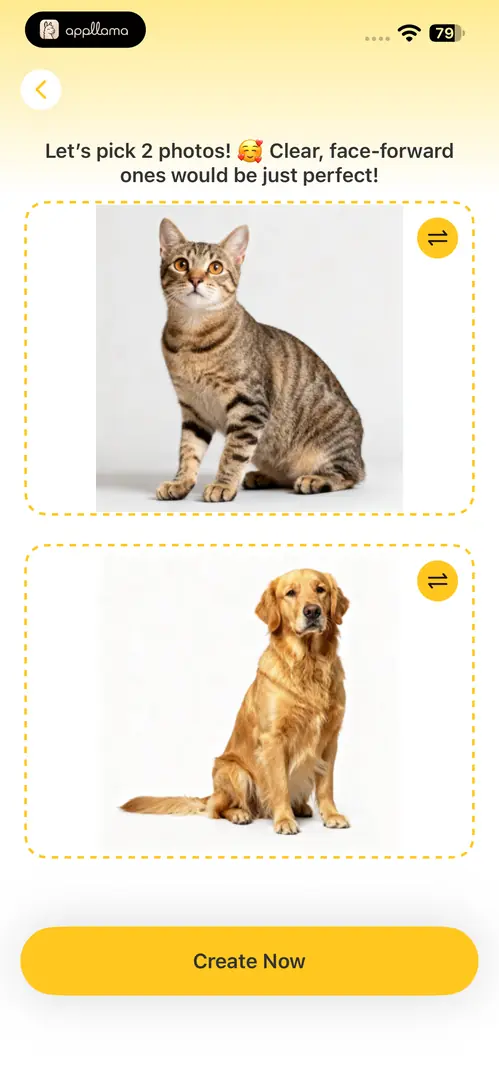 appllama
79
Let’s pick 2 photos! 🥰 Clear, face-forward
ones would be just perfect!
Create Now